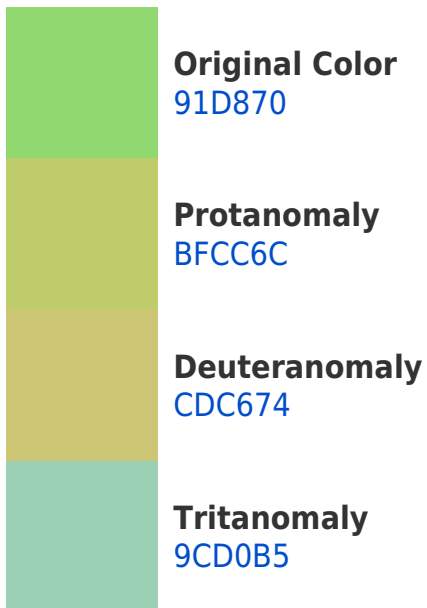 Original Color
91D870
Protanomaly
BFCC6C
Deuteranomaly
CDC674
Tritanomaly
9CD0B5